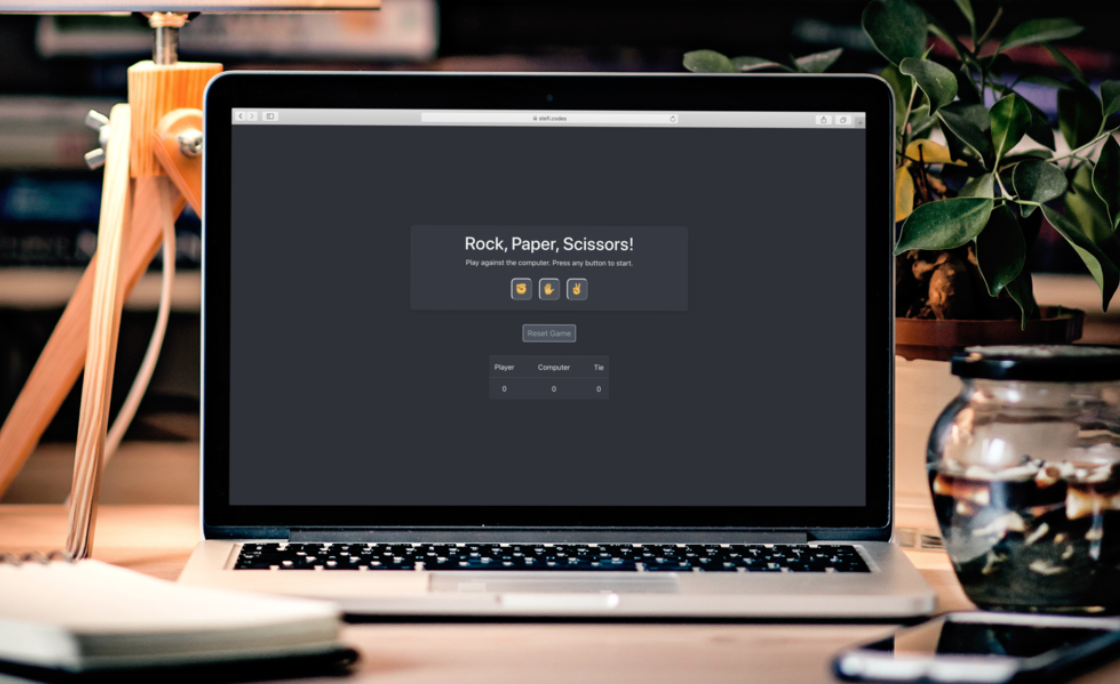 stefi.codes
Rock, Paper, Scissors!
Play against the computer. Press any button to start.
Reset Game
Player Computer Tie
0 0 0